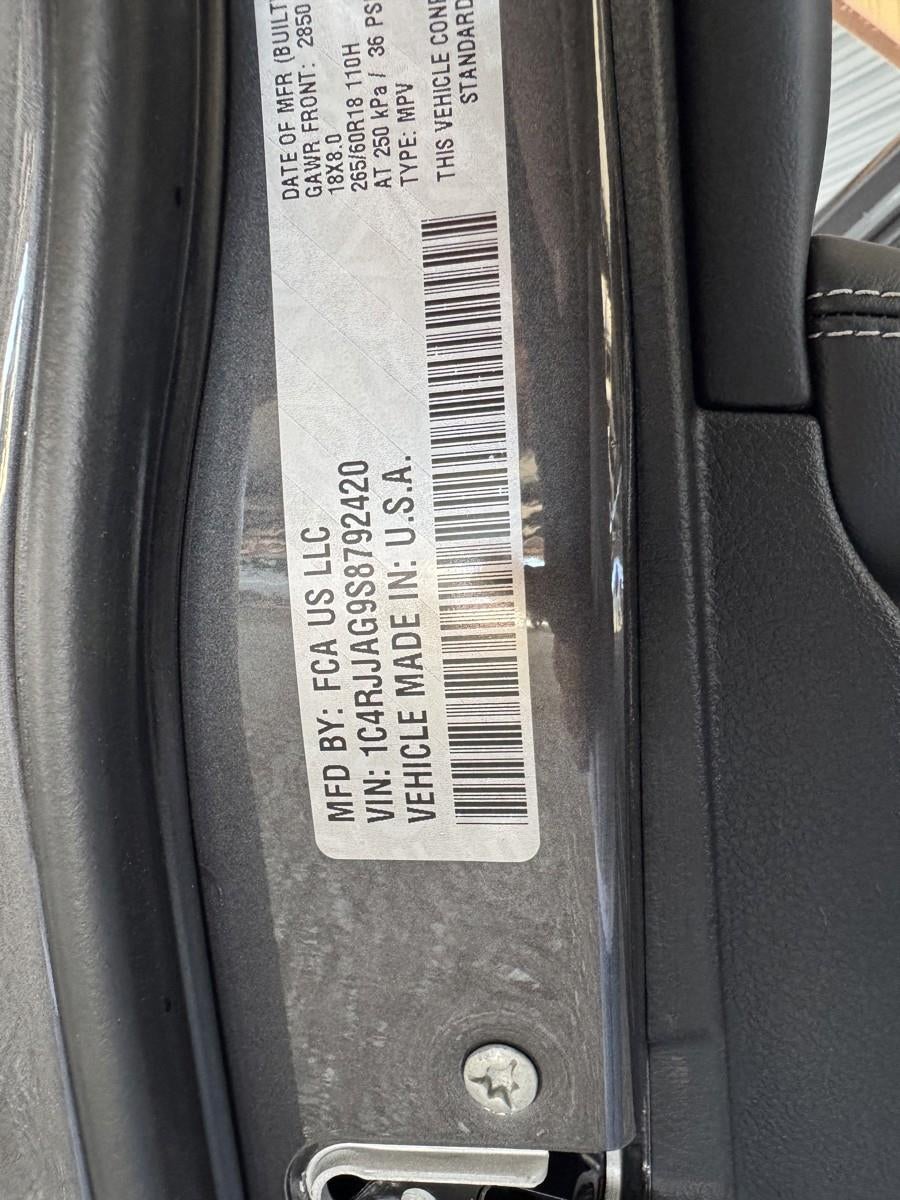 MFD BY: FCA US LLC
VIN: 1C4RJJAG9S8792420
VEHICLE MADE IN: U.S.A.
DATE OF MFR (BUILT
GAWR FRONT: 2850
18X8.0
265/60R18 110H
AT 250 kPa / 36 PS
TYPE: MPV
THIS VEHICLE CON
STANDARD